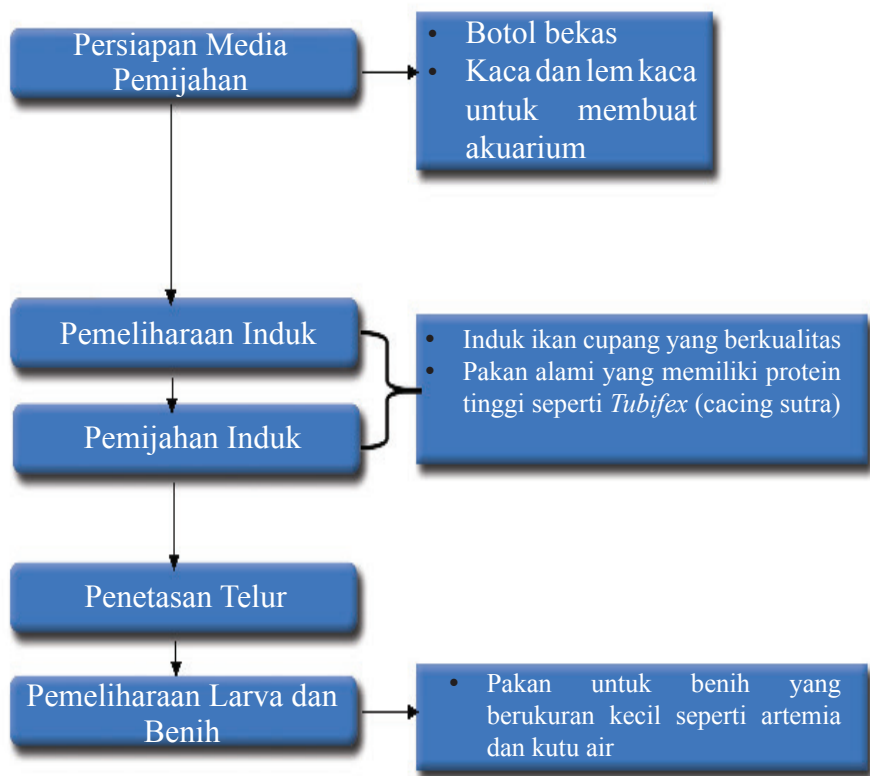 Persiapan Media
Pemijahan
• Botol bekas
• Kaca dan lem kaca
untuk membuat
akuarium
Pemeliharaan Induk
Pemijahan Induk
• Induk ikan cupang yang berkualitas
• Pakan alami yang memiliki protein
tinggi seperti Tubifex (cacing sutra)
Penetasan Telur
Pemeliharaan Larva dan
Benih
• Pakan untuk benih yang
berukuran kecil seperti artemia
dan kutu air